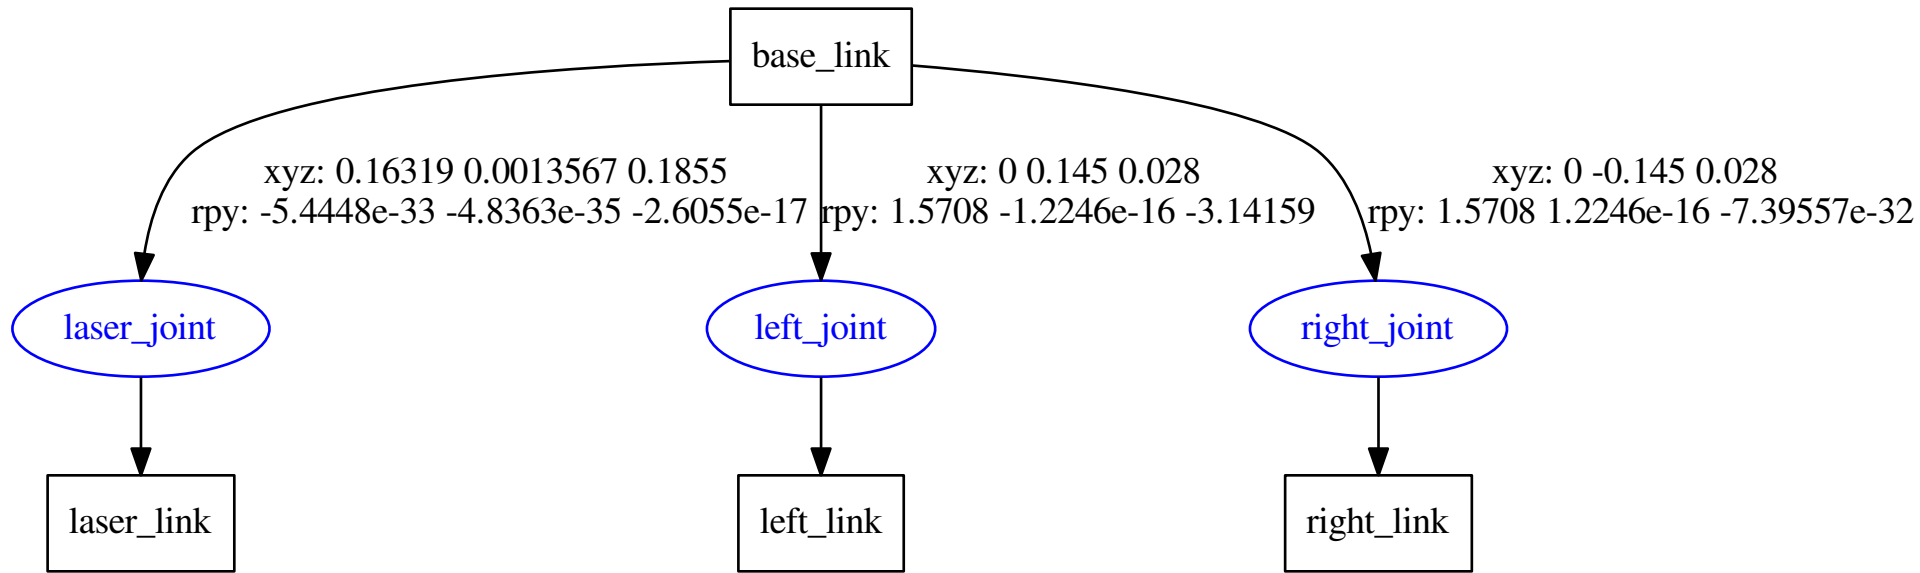 base_link
xyz: 0.16319 0.0013567 0.1855
rpy: -5.4448e-33 -4.8363e-35 -2.6055e-17
xyz: 0 0.145 0.028
rpy: 1.5708 -1.2246e-16 -3.14159
xyz: 0 -0.145 0.028
rpy: 1.5708 1.2246e-16 -7.39557e-32
laser_joint
left_joint
right_joint
laser_link
left_link
right_link